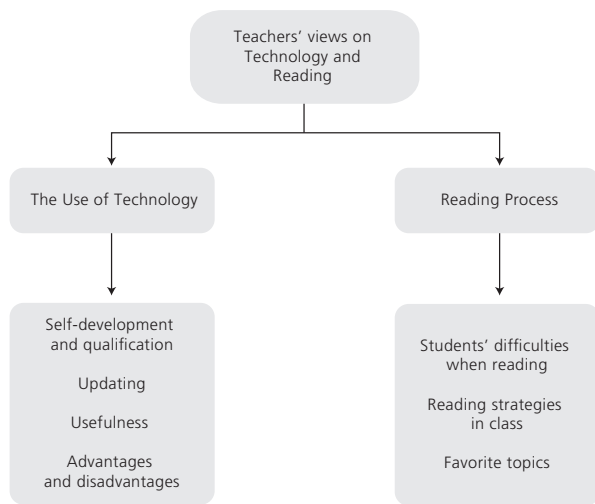 Teachers’ views on
Technology and
Reading
The Use of Technology
Reading Process
Self-development
and qualification
Updating
Usefulness
Advantages
and disadvantages
Students’ difficulties
when reading
Reading strategies
in class
Favorite topics